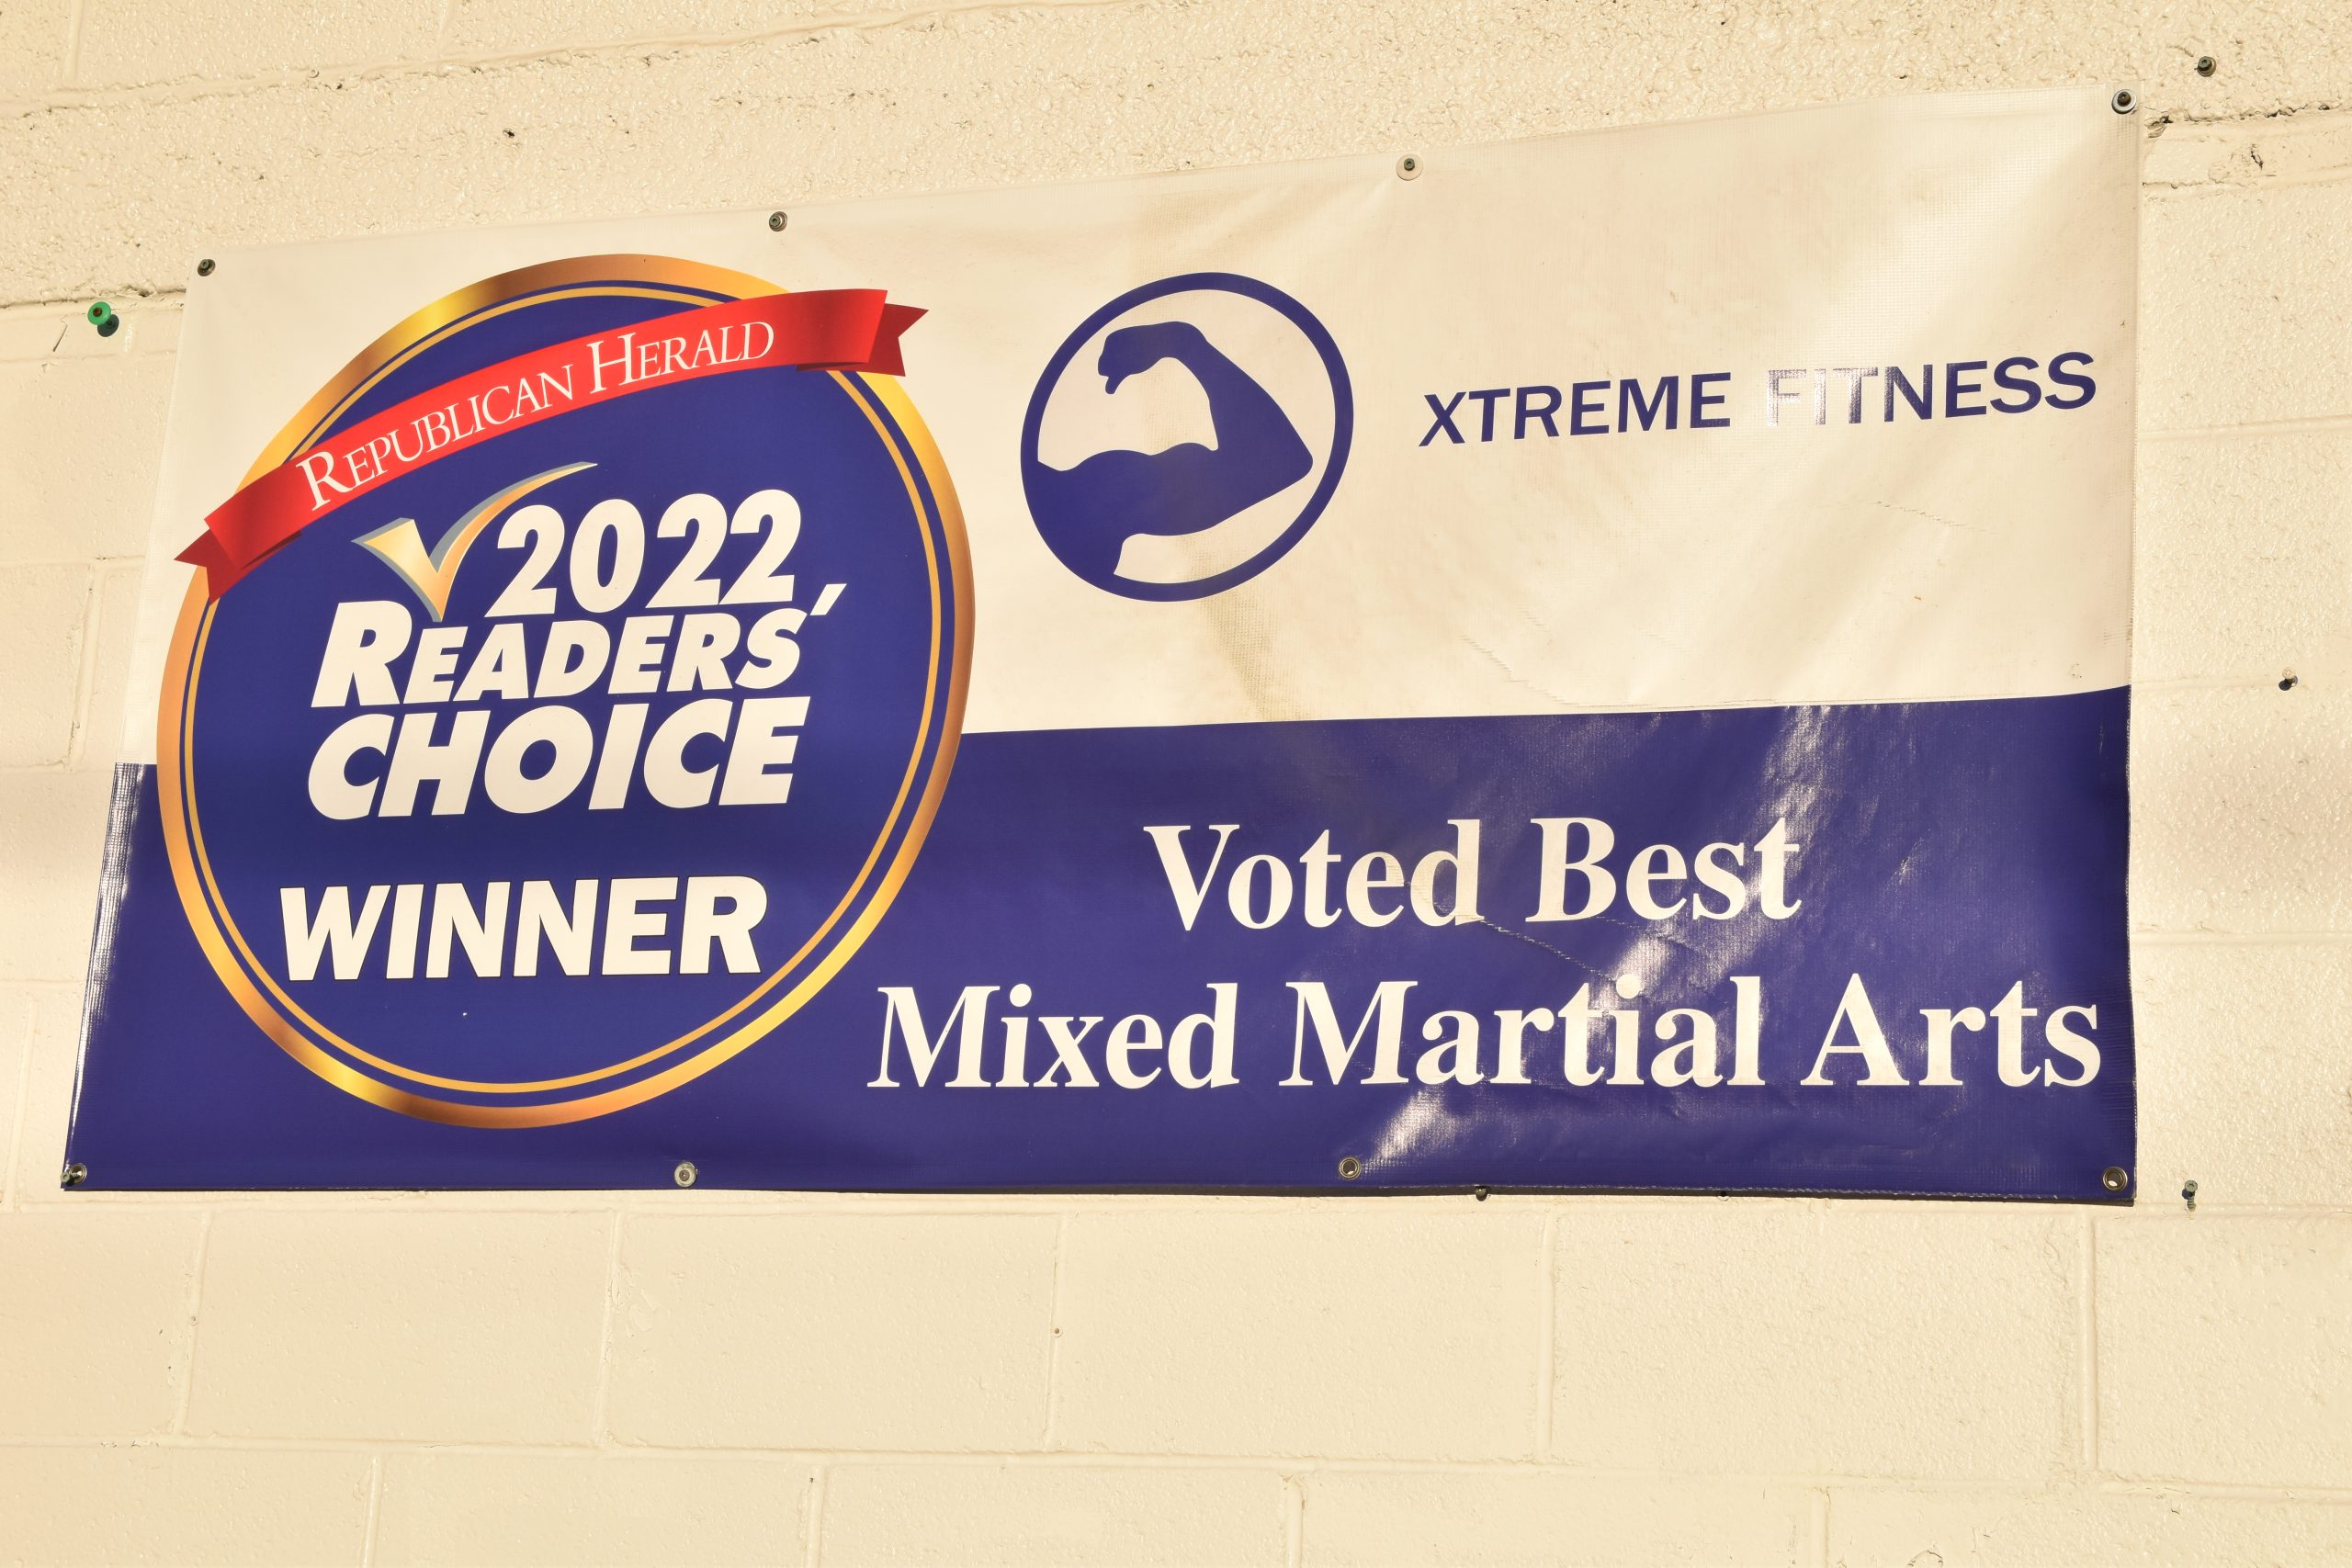 REPUBLICAN HERALD
2022
READERS'
CHOICE
WINNER
XTREME FITNESS
Voted Best
Mixed Martial Arts